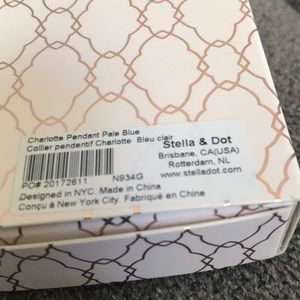 Charlotte Pendant Pale Blue
Collier pendentif Charlotte Bleu clair
Stella & Dot
Brisbane, CA(USA)
Rotterdam, NL
www.stelladot.com
PO# 20172611 N934G
Designed in NYC Made in China
Conçu à New York City. Fabriqué en Chine